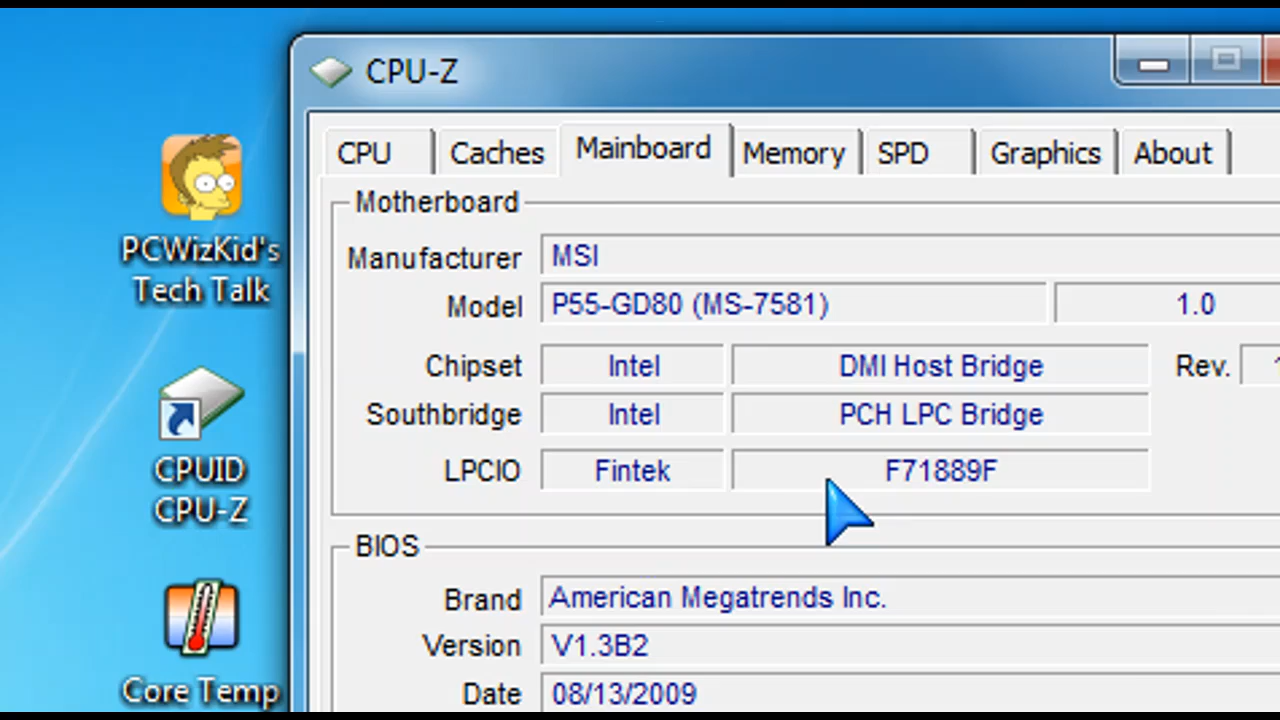 CPU-Z
CPU Caches Mainboard Memory SPD Graphics About
Motherboard
Manufacturer MSI
Model P55-GD80 (MS-7581) 1.0
Chipset Intel DMI Host Bridge Rev.
Southbridge Intel PCH LPC Bridge
LPCIO Fintek F71889F
BIOS
Brand American Megatrends Inc.
Version V1.3B2
Date 08/13/2009
PCWizKid's
Tech Talk
CPUID
CPU-Z
Core Temp